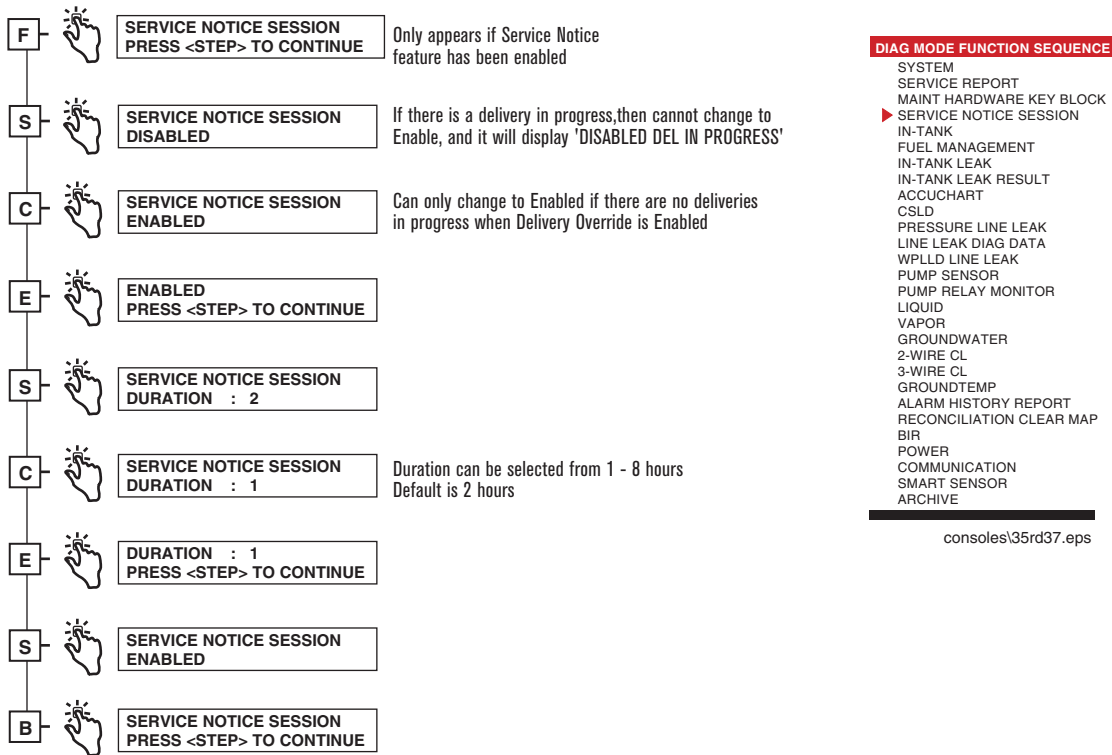 F
SERVICE NOTICE SESSION
PRESS <STEP> TO CONTINUE
Only appears if Service Notice
feature has been enabled
S
SERVICE NOTICE SESSION
DISABLED
If there is a delivery in progress,then cannot change to
Enable, and it will display 'DISABLED DEL IN PROGRESS'
C
SERVICE NOTICE SESSION
ENABLED
Can only change to Enabled if there are no deliveries
in progress when Delivery Override is Enabled
E
ENABLED
PRESS <STEP> TO CONTINUE
S
SERVICE NOTICE SESSION
DURATION : 2
C
SERVICE NOTICE SESSION
DURATION : 1
Duration can be selected from 1 - 8 hours
Default is 2 hours
E
DURATION : 1
PRESS <STEP> TO CONTINUE
S
SERVICE NOTICE SESSION
ENABLED
B
SERVICE NOTICE SESSION
PRESS <STEP> TO CONTINUE
DIAG MODE FUNCTION SEQUENCE
SYSTEM
SERVICE REPORT
MAINT HARDWARE KEY BLOCK
SERVICE NOTICE SESSION
IN-TANK
FUEL MANAGEMENT
IN-TANK LEAK
IN-TANK LEAK RESULT
ACCUCHART
CSLD
PRESSURE LINE LEAK
LINE LEAK DIAG DATA
WPLLD LINE LEAK
PUMP SENSOR
PUMP RELAY MONITOR
LIQUID
VAPOR
GROUNDWATER
2-WIRE CL
3-WIRE CL
GROUNDTEMP
ALARM HISTORY REPORT
RECONCILIATION CLEAR MAP
BIR
POWER
COMMUNICATION
SMART SENSOR
ARCHIVE
consoles\35rd37.eps